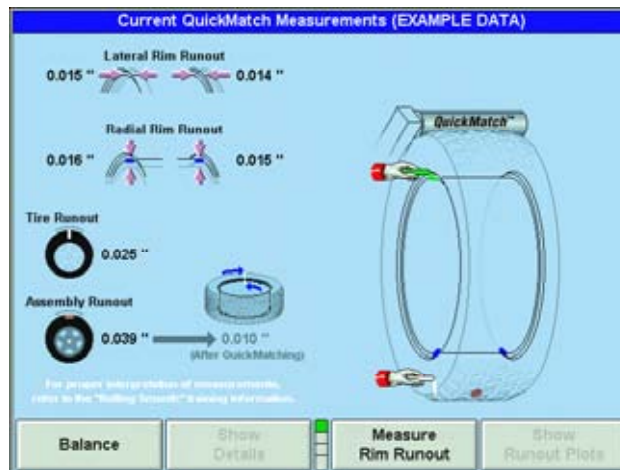 Current QuickMatch Measurements (EXAMPLE DATA)
Lateral Rim Runout
0.015 " 0.014 "
Radial Rim Runout
0.016 " 0.015 "
Tire Runout
0.025 "
Assembly Runout
0.039 " 0.010 "
(After QuickMatching)
For proper interpretation of measurements,
refer to the "Rolling Smooth" training information.
QuickMatch™
Balance
Show
Details
Measure
Rim Runout
Show
Runout Plots